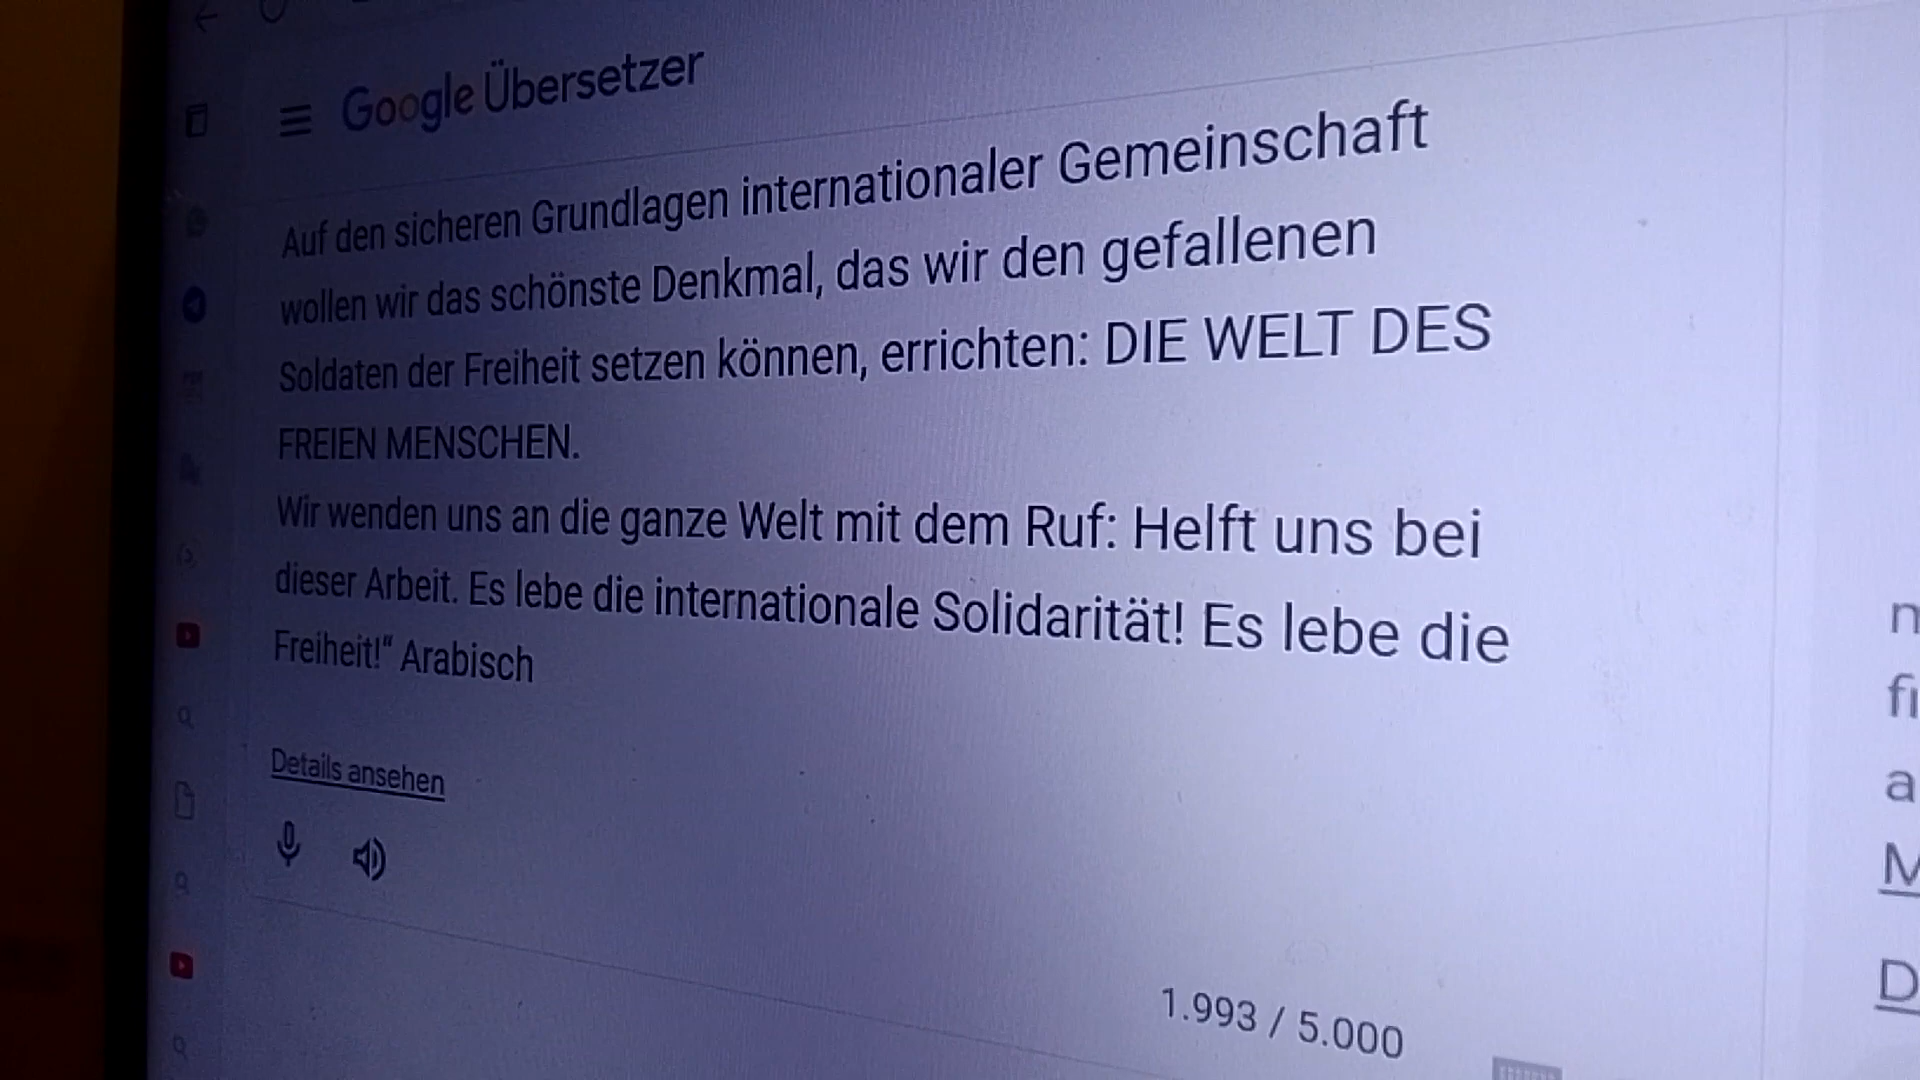 Google Übersetzer
Auf den sicheren Grundlagen internationaler Gemeinschaft
wollen wir das schönste Denkmal, das wir den gefallenen
Soldaten der Freiheit setzen können, errichten: DIE WELT DES
FREIEN MENSCHEN.
Wir wenden uns an die ganze Welt mit dem Ruf: Helft uns bei
dieser Arbeit. Es lebe die internationale Solidarität! Es lebe die
Freiheit!“ Arabisch
Details ansehen
1.993 / 5.000
n
fi
a
M
D